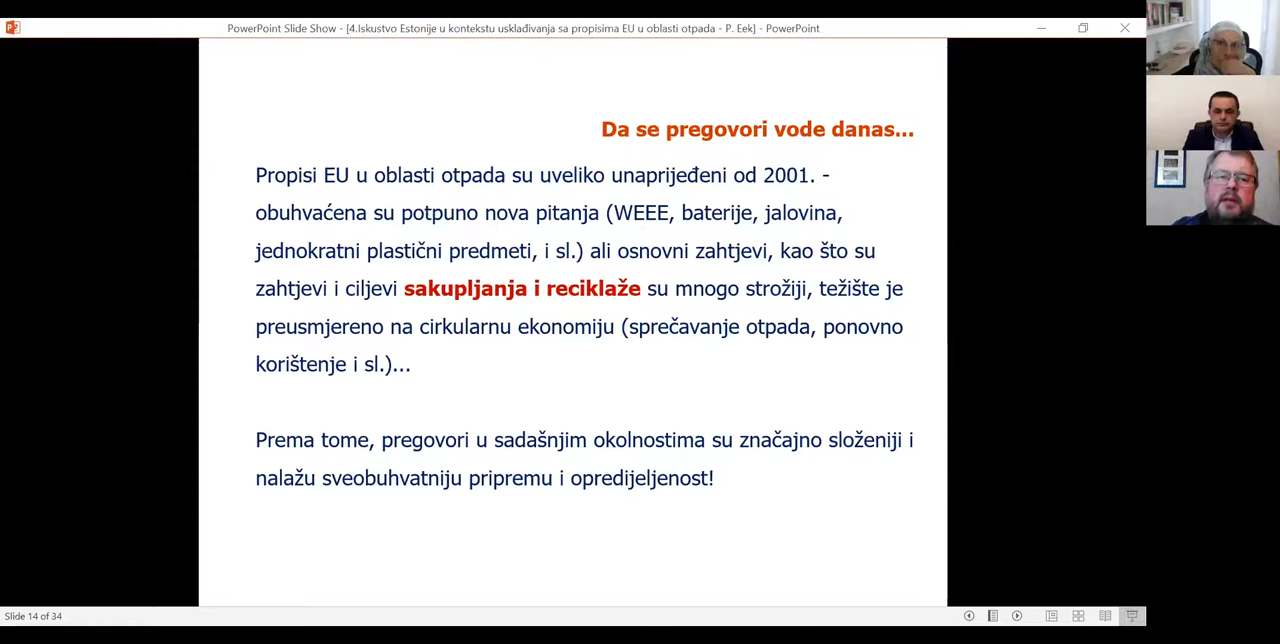 PowerPoint Slide Show - [4.Iskustvo Estonije u kontekstu usklađivanja sa propisima EU u oblasti otpada - P. Eek] - PowerPoint
Da se pregovori vode danas...
Propisi EU u oblasti otpada su uveliko unaprijeđeni od 2001. -
obuhvaćena su potpuno nova pitanja (WEEE, baterije, jalovina,
jednokratni plastični predmeti, i sl.) ali osnovni zahtjevi, kao što su
zahtjevi i ciljevi sakupljanja i reciklaže su mnogo strožiji, težište je
preusmjereno na cirkularnu ekonomiju (sprečavanje otpada, ponovno
korištenje i sl.)...
Prema tome, pregovori u sadašnjim okolnostima su značajno složeniji i
nalažu sveobuhvatniju pripremu i opredijeljenost!
Slide 14 of 34